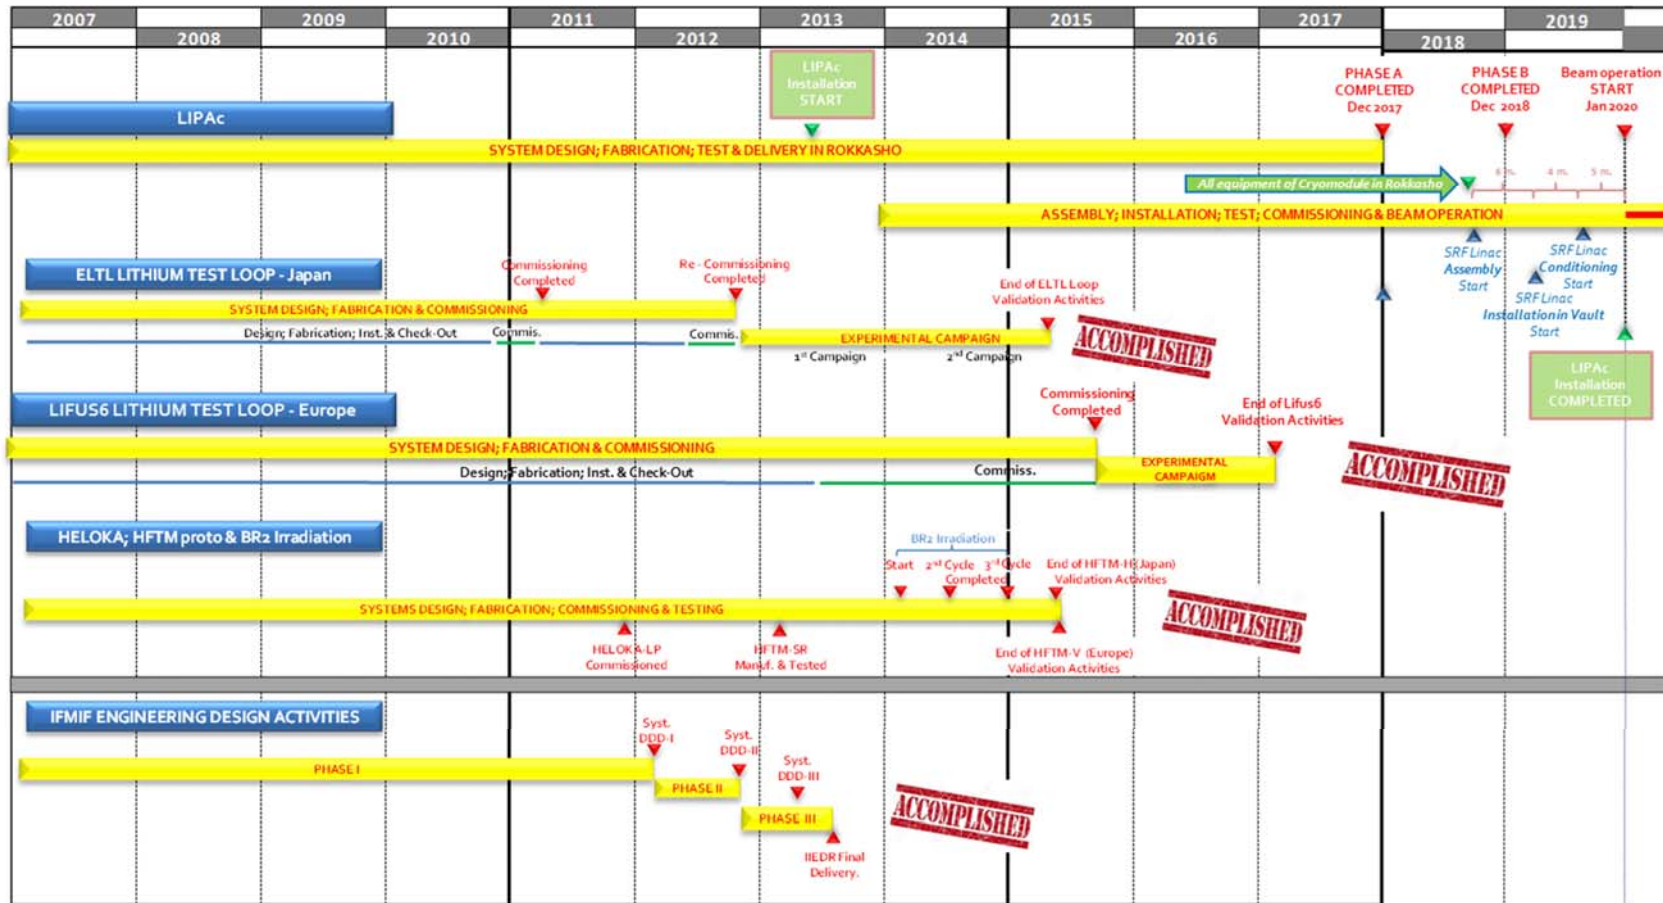 2007 2009 2011 2013 2015 2017 2019
2008 2010 2012 2014 2016 2018
LIPAc
Installation
START
PHASE A
COMPLETED
Dec 2017
PHASE B
COMPLETED
Dec 2018
Beam operation
START
Jan 2020
LIPAc
SYSTEM DESIGN; FABRICATION; TEST & DELIVERY IN ROKKASHO
All equipment of Cryomodule in Rokkasho
6 m. 4 m. 5 m.
ASSEMBLY; INSTALLATION; TEST; COMMISSIONING & BEAM OPERATION
SRF Linac
Assembly
Start
SRF Linac
Conditioning
Start
SRF Linac
Installation in Vault
Start
LIPAc
Installation
COMPLETED
ELTL LITHIUM TEST LOOP - Japan
Commissioning
Completed
Re - Commissioning
Completed
End of ELTL Loop
Validation Activities
SYSTEM DESIGN; FABRICATION & COMMISSIONING
Design; Fabrication; Inst. & Check-Out
Commis.
Commis.
EXPERIMENTAL CAMPAIGN
1st Campaign
2nd Campaign
ACCOMPLISHED
LIFUS6 LITHIUM TEST LOOP - Europe
Commissioning
Completed
End of Lifus6
Validation Activities
SYSTEM DESIGN; FABRICATION & COMMISSIONING
Design; Fabrication; Inst. & Check-Out
Commiss.
EXPERIMENTAL
CAMPAIGM
ACCOMPLISHED
HELOKA; HFTM proto & BR2 Irradiation
BR2 Irradiation
Start 2nd Cycle 3rd Cycle
Completed
End of HFTM-H (Japan)
Validation Activities
SYSTEMS DESIGN; FABRICATION; COMMISSIONING & TESTING
HELOKA-LP
Commissioned
HFTM-SR
Manuf. & Tested
End of HFTM-V (Europe)
Validation Activities
ACCOMPLISHED
IFMIF ENGINEERING DESIGN ACTIVITIES
Syst.
DDD-I
Syst.
DDD-II
Syst.
DDD-III
PHASE I
PHASE II
PHASE III
IIEDR Final
Delivery.
ACCOMPLISHED